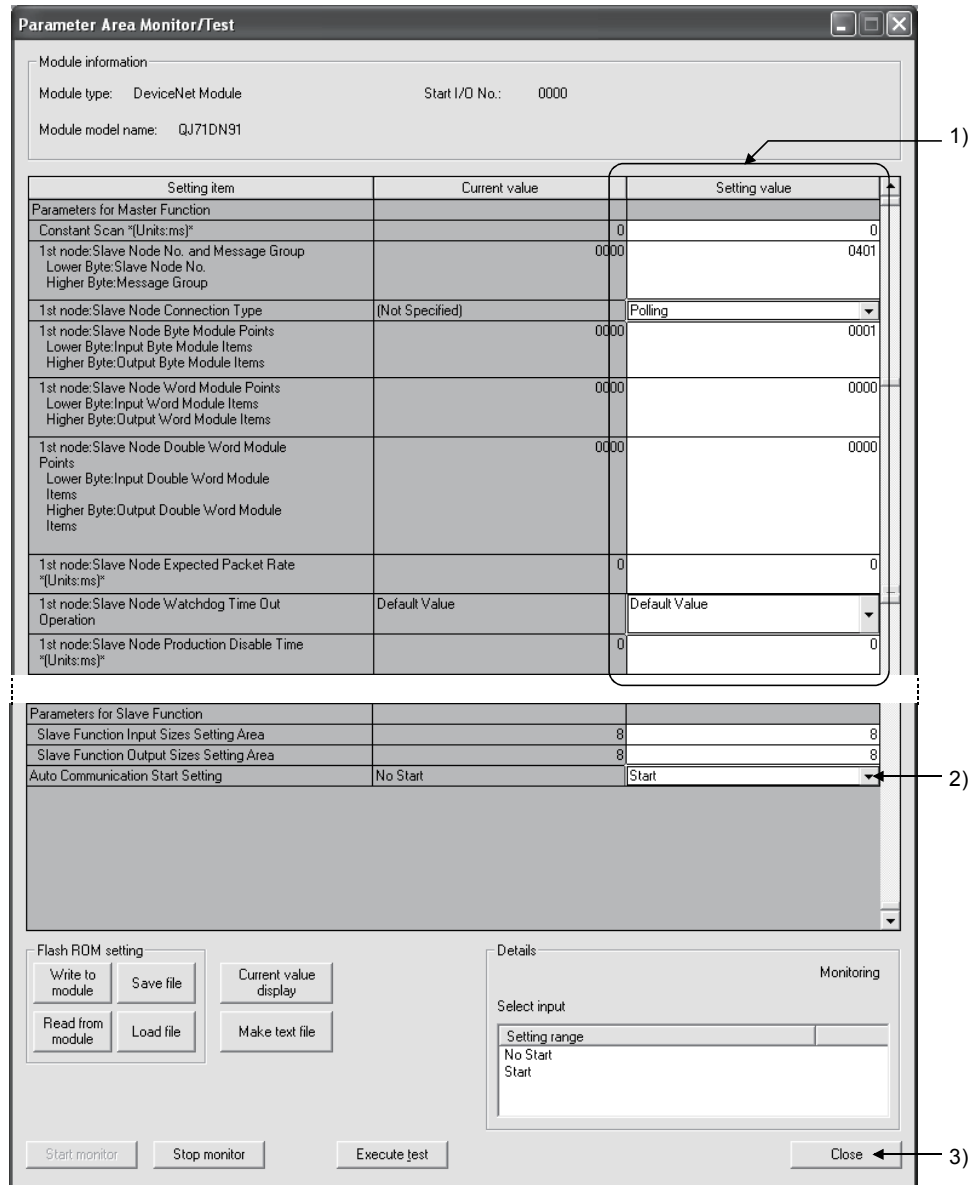 Parameter Area Monitor/Test
Module information
Module type: DeviceNet Module Start I/O No.: 0000
Module model name: QJ71DN91
1)
Setting item Current value Setting value
Parameters for Master Function
Constant Scan *(Units:ms)* 0 0
1st node:Slave Node No. and Message Group 0000 0401
Lower Byte:Slave Node No.
Higher Byte:Message Group
1st node:Slave Node Connection Type (Not Specified) Polling
1st node:Slave Node Byte Module Points 0000 0001
Lower Byte:Input Byte Module Items
Higher Byte:Output Byte Module Items
1st node:Slave Node Word Module Points 0000 0000
Lower Byte:Input Word Module Items
Higher Byte:Output Word Module Items
1st node:Slave Node Double Word Module 0000 0000
Points
Lower Byte:Input Double Word Module
Items
Higher Byte:Output Double Word Module
Items
1st node:Slave Node Expected Packet Rate 0 0
*(Units:ms)*
1st node:Slave Node Watchdog Time Out Default Value Default Value
Operation
1st node:Slave Node Production Disable Time 0 0
*(Units:ms)*
Parameters for Slave Function
Slave Function Input Sizes Setting Area 8 8
Slave Function Output Sizes Setting Area 8 8
Auto Communication Start Setting No Start Start
2)
Flash ROM setting
Write to
module
Save file
Current value
display
Read from
module
Load file
Make text file
Details
Monitoring
Select input
Setting range
No Start
Start
Start monitor Stop monitor Execute test Close
3)